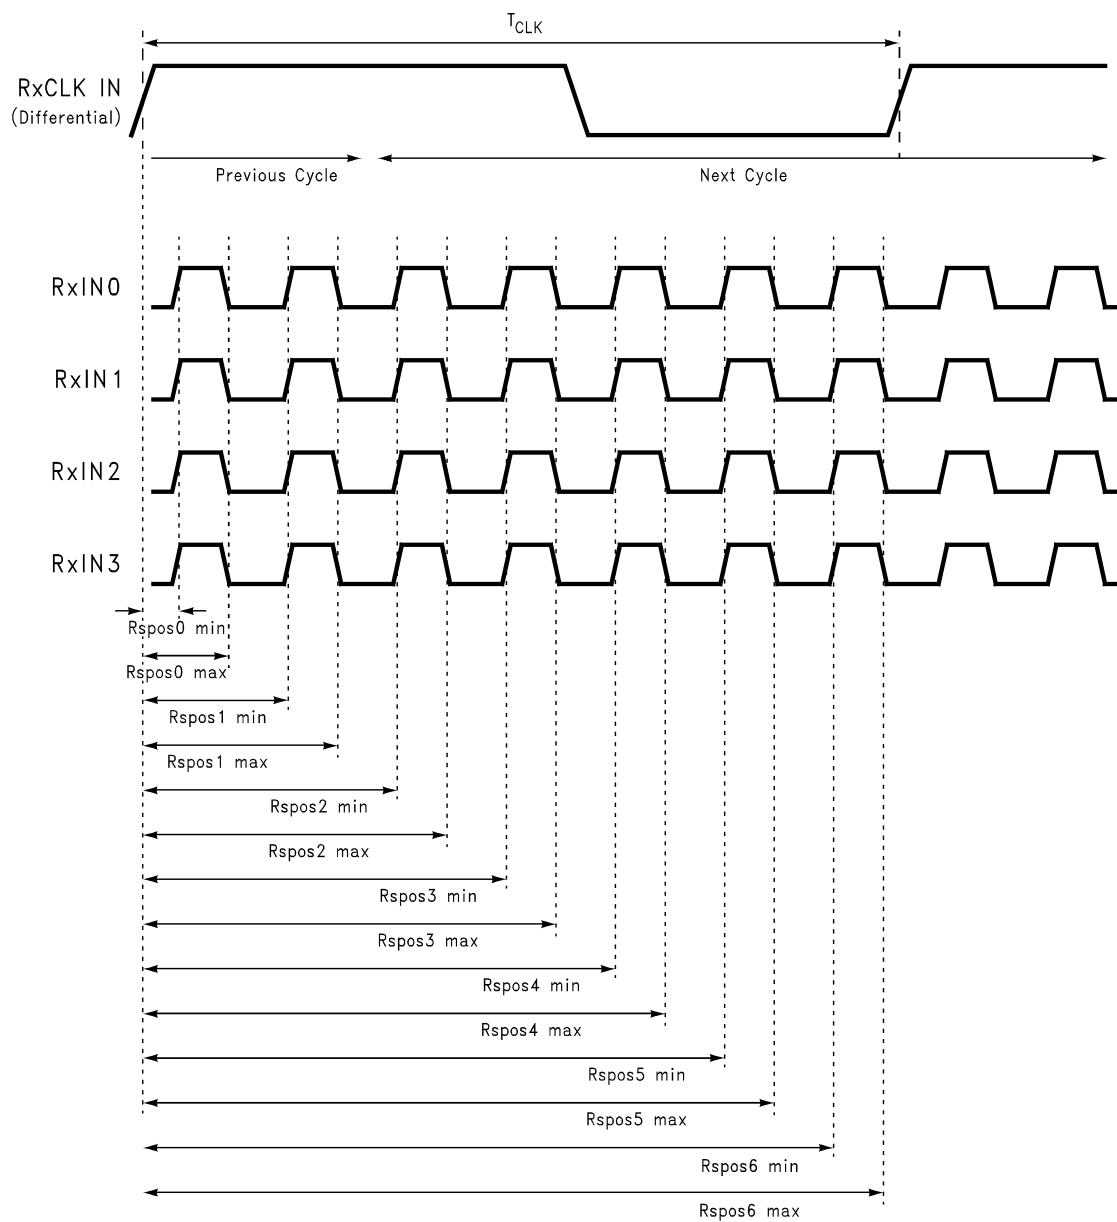 T_CLK
RxCLK IN
(Differential)
Previous Cycle
Next Cycle
RxIN0
RxIN1
RxIN2
RxIN3
Rspos0 min
Rspos0 max
Rspos1 min
Rspos1 max
Rspos2 min
Rspos2 max
Rspos3 min
Rspos3 max
Rspos4 min
Rspos4 max
Rspos5 min
Rspos5 max
Rspos6 min
Rspos6 max